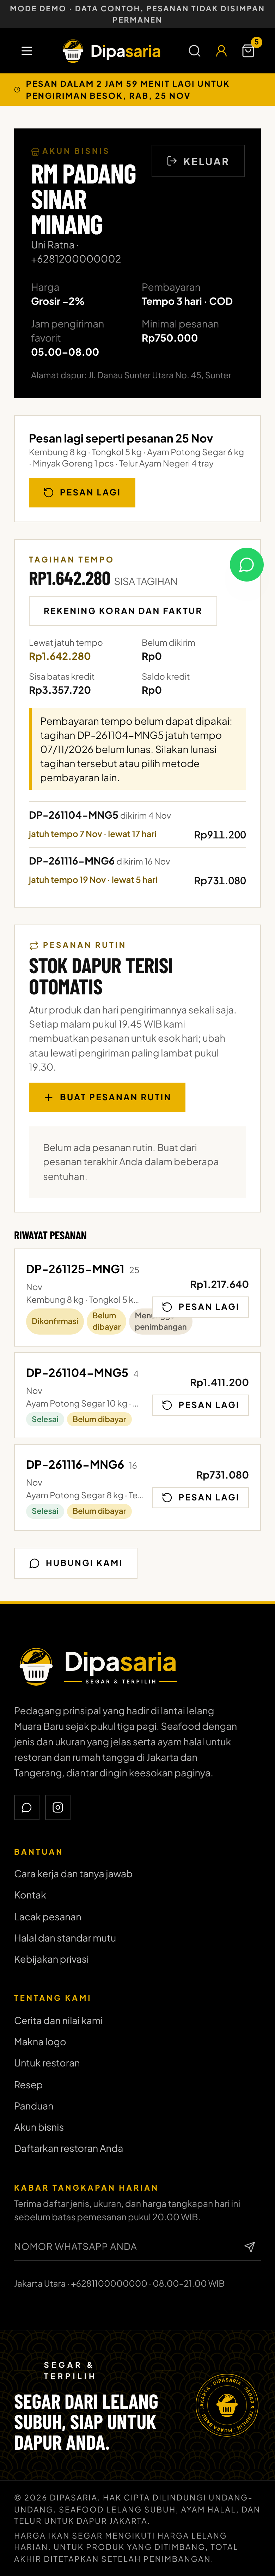 MODE DEMO · DATA CONTOH, PESANAN TIDAK DISIMPAN
PERMANEN
Dipasaria
5
PESAN DALAM 2 JAM 59 MENIT LAGI UNTUK
PENGIRIMAN BESOK, RAB, 25 NOV
AKUN BISNIS
KELUAR
RM PADANG
SINAR
MINANG
Uni Ratna ·
+6281200000002
Harga
Grosir -2%
Pembayaran
Tempo 3 hari · COD
Jam pengiriman
favorit
05.00–08.00
Minimal pesanan
Rp750.000
Alamat dapur: Jl. Danau Sunter Utara No. 45, Sunter
Pesan lagi seperti pesanan 25 Nov
Kembung 8 kg · Tongkol 5 kg · Ayam Potong Segar 6 kg
· Minyak Goreng 1 pcs · Telur Ayam Negeri 4 tray
PESAN LAGI
TAGIHAN TEMPO
Rp1.642.280 SISA TAGIHAN
REKENING KORAN DAN FAKTUR
Lewat jatuh tempo
Rp1.642.280
Belum dikirim
Rp0
Sisa batas kredit
Rp3.357.720
Saldo kredit
Rp0
Pembayaran tempo belum dapat dipakai:
tagihan DP-261104-MNG5 jatuh tempo
07/11/2026 belum lunas. Silakan lunasi
tagihan tersebut atau pilih metode
pembayaran lain.
DP-261104-MNG5 dikirim 4 Nov
jatuh tempo 7 Nov · lewat 17 hari
Rp911.200
DP-261116-MNG6 dikirim 16 Nov
jatuh tempo 19 Nov · lewat 5 hari
Rp731.080
PESANAN RUTIN
STOK DAPUR TERISI
OTOMATIS
Atur produk dan hari pengirimannya sekali saja.
Setiap malam pukul 19.45 WIB kami
membuatkan pesanan untuk esok hari; ubah
atau lewati pengiriman paling lambat pukul
19.30.
BUAT PESANAN RUTIN
Belum ada pesanan rutin. Buat dari
pesanan terakhir Anda dalam beberapa
sentuhan.
RIWAYAT PESANAN
DP-261125-MNG1 25
Nov
Kembung 8 kg · Tongkol 5 k...
Dikonfirmasi
Belum
dibayar
penimbangan
Rp1.217.640
PESAN LAGI
DP-261104-MNG5 4
Nov
Ayam Potong Segar 10 kg · ...
Selesai
Belum dibayar
Rp1.411.200
PESAN LAGI
DP-261116-MNG6 16
Nov
Ayam Potong Segar 8 kg · Te...
Selesai
Belum dibayar
Rp731.080
PESAN LAGI
HUBUNGI KAMI
Dipasaria
SEGAR & TERPILIH
Pedagang prinsipal yang hadir di lantai lelang
Muara Baru sejak pukul tiga pagi. Seafood dengan
jenis dan ukuran yang jelas serta ayam halal untuk
restoran dan rumah tangga di Jakarta dan
Tangerang, diantar dingin keesokan paginya.
BANTUAN
Cara kerja dan tanya jawab
Kontak
Lacak pesanan
Halal dan standar mutu
Kebijakan privasi
TENTANG KAMI
Cerita dan nilai kami
Makna logo
Untuk restoran
Resep
Panduan
Akun bisnis
Daftarkan restoran Anda
KABAR TANGKAPAN HARIAN
Terima daftar jenis, ukuran, dan harga tangkapan hari ini
sebelum batas pemesanan pukul 20.00 WIB.
NOMOR WHATSAPP ANDA
Jakarta Utara · +6281100000000 · 08.00–21.00 WIB
SEGAR &
TERPILIH
SEGAR DARI LELANG
SUBUH, SIAP UNTUK
DAPUR ANDA.
© 2026 DIPASARIA. HAK CIPTA DILINDUNGI UNDANG-
UNDANG. SEAFOOD LELANG SUBUH, AYAM HALAL, DAN
TELUR UNTUK DAPUR JAKARTA.
HARGA IKAN SEGAR MENGIKUTI HARGA LELANG
HARIAN. UNTUK PRODUK YANG DITIMBANG, TOTAL
AKHIR DITETAPKAN SETELAH PENIMBANGAN.